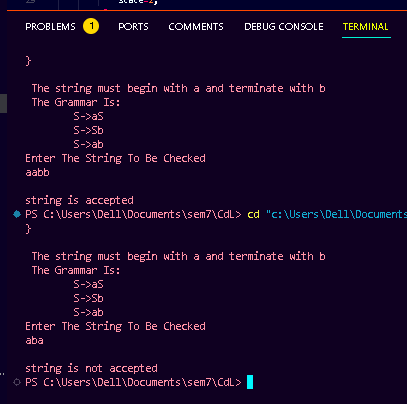 PROBLEMS 1 PORTS COMMENTS DEBUG CONSOLE TERMINAL
}
The string must begin with a and terminate with b
The Grammar Is:
S->aS
S->Sb
S->ab
Enter The String To Be Checked
aabb
string is accepted
PS C:\Users\Dell\Documents\sem7\CdL> cd "c:\Users\Dell\Documents
}
The string must begin with a and terminate with b
The Grammar Is:
S->aS
S->Sb
S->ab
Enter The String To Be Checked
aba
string is not accepted
PS C:\Users\Dell\Documents\sem7\CdL>